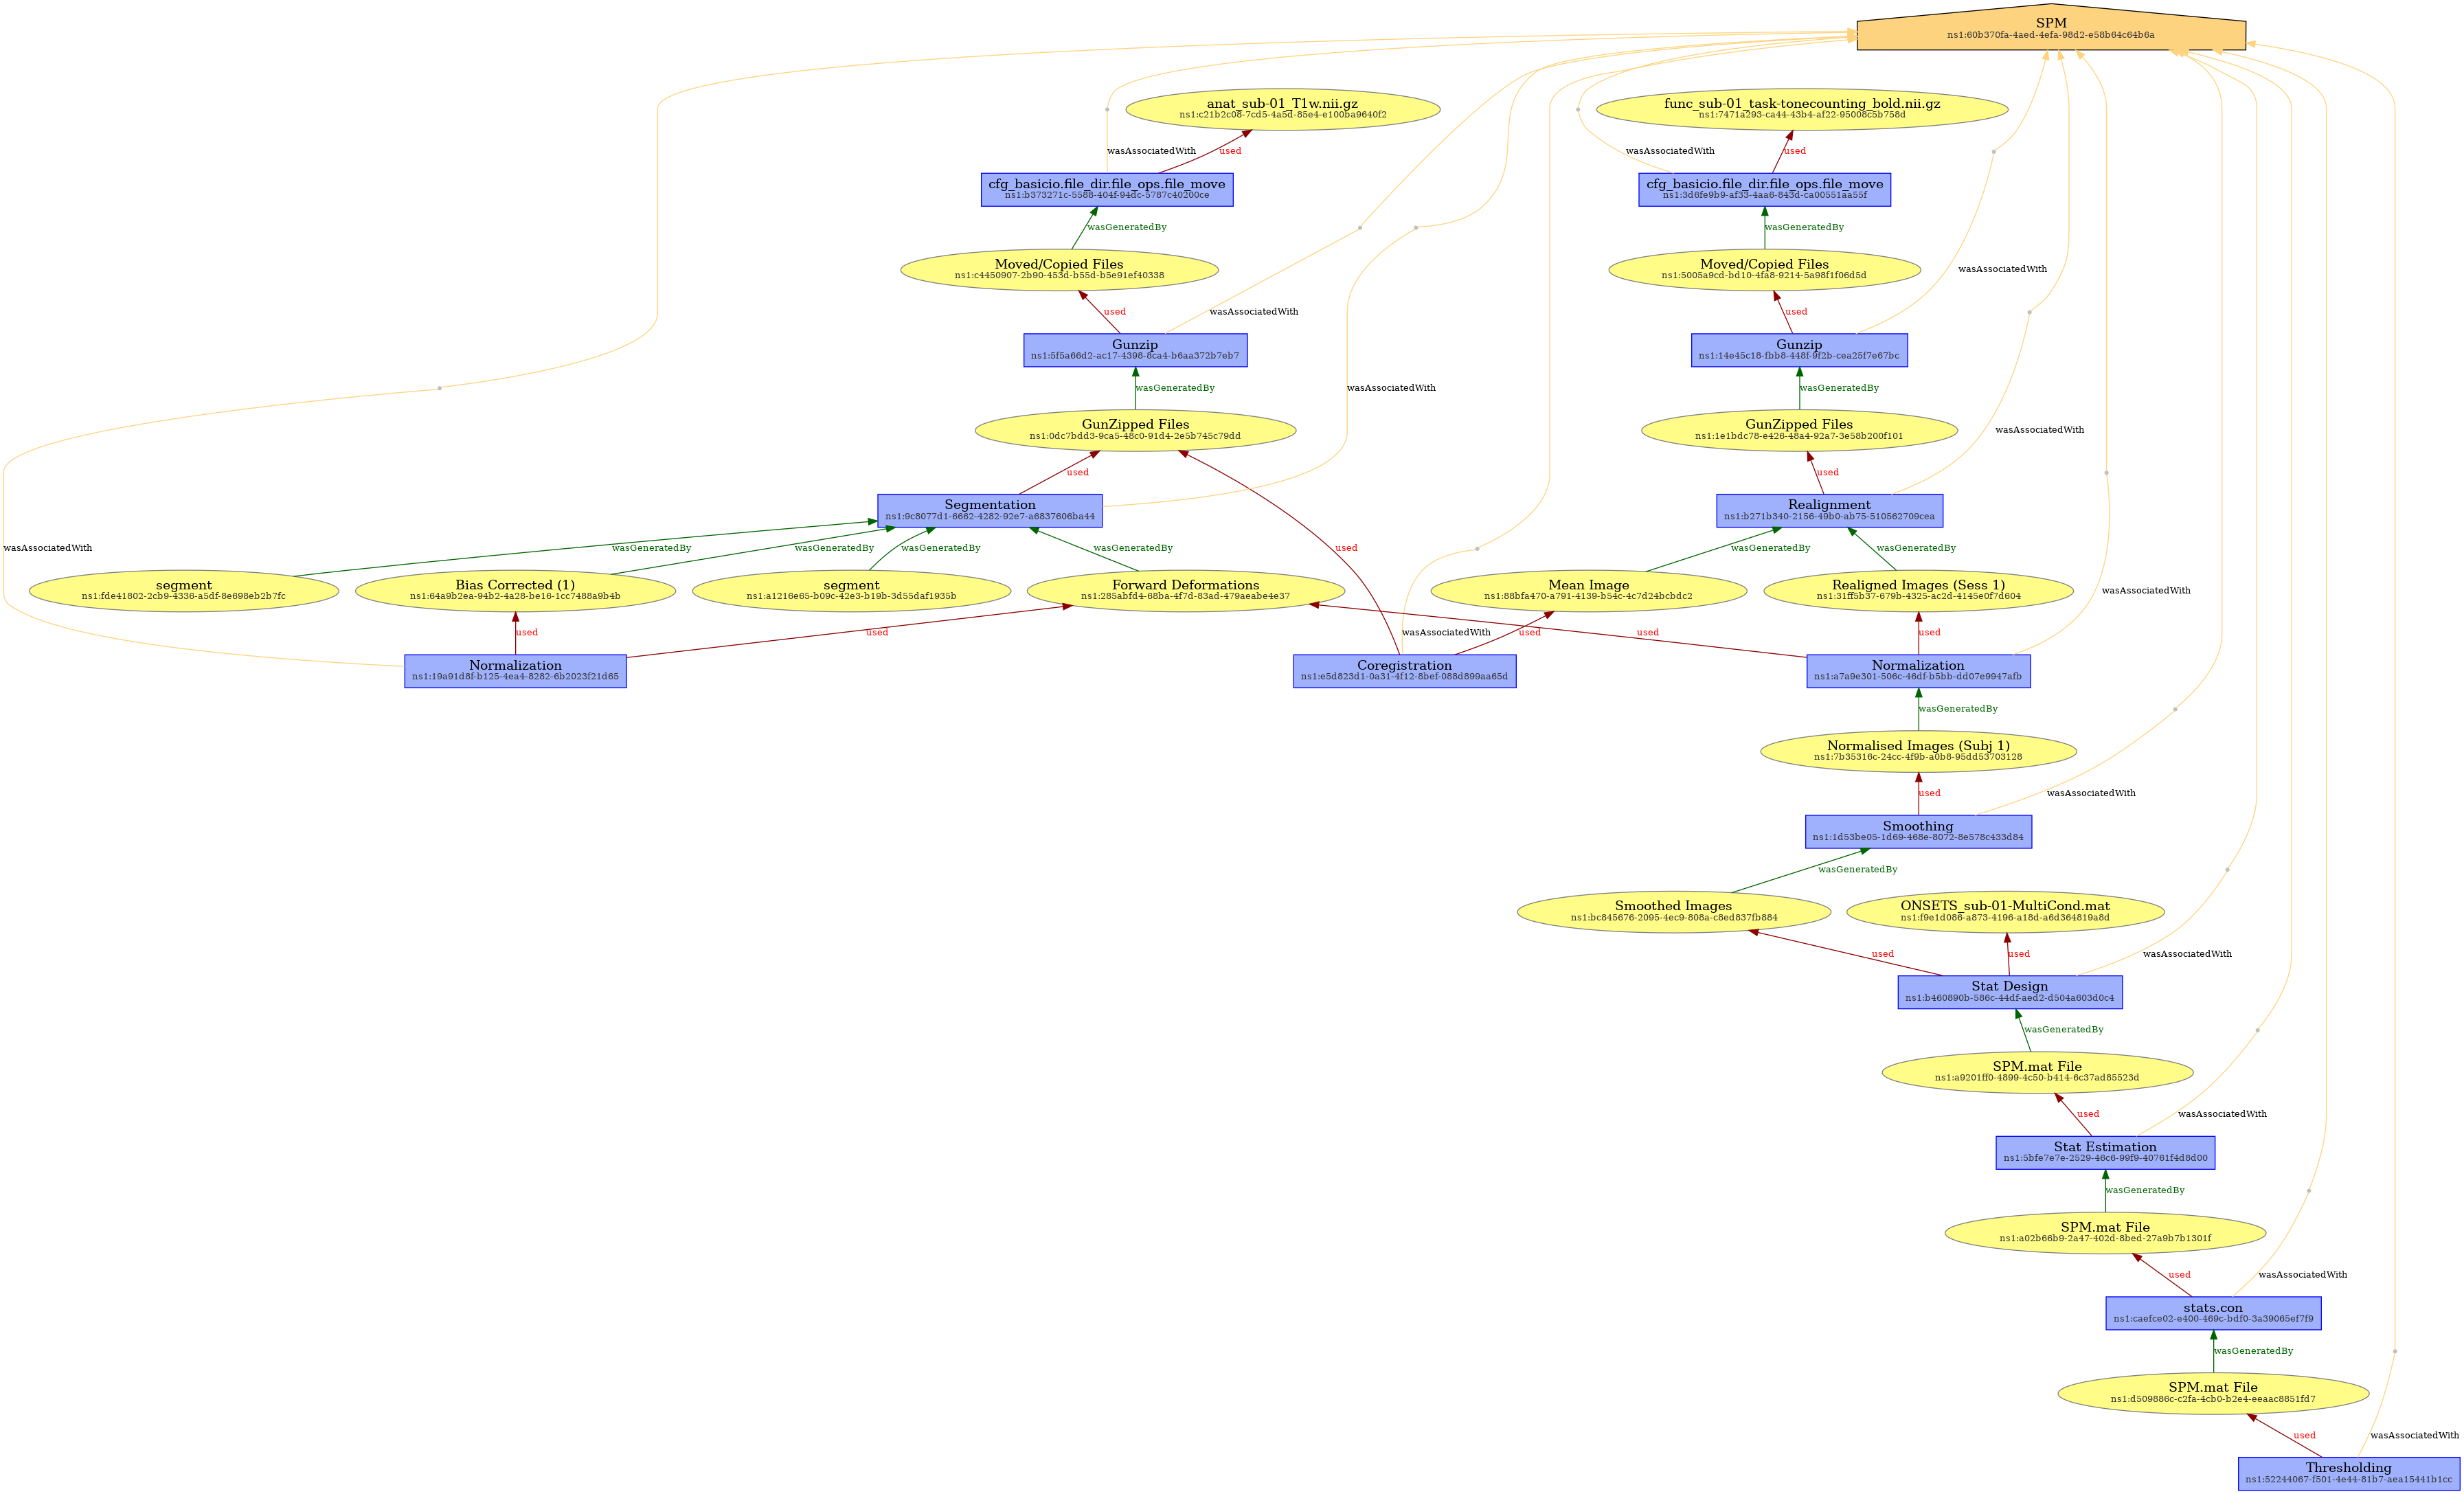 SPM
ns1:60b370fa-4aed-4efa-98d2-e58b64c64b6a
anat_sub-01_T1w.nii.gz
ns1:c21b2c08-7cd5-4a5d-85e4-e100ba9640f2
func_sub-01_task-tonecounting_bold.nii.gz
ns1:7471a293-ca44-43b4-af22-95008c5b758d
wasAssociatedWith
used
wasAssociatedWith
used
wasAssociatedWith
cfg_basicio.file_dir.file_ops.file_move
ns1:b373271c-5588-404f-94dc-5787c40200ce
cfg_basicio.file_dir.file_ops.file_move
ns1:3d6fe9b9-af33-4aa6-843d-ca00551aa55f
wasGeneratedBy
wasGeneratedBy
Moved/Copied Files
ns1:c4450907-2b90-453d-b55d-b5e91ef40338
Moved/Copied Files
ns1:5005a9cd-bd10-4fa8-9214-5a98f1f06d5d
used
wasAssociatedWith
used
Gunzip
ns1:5f5a66d2-ac17-4398-8ca4-b6aa372b7eb7
Gunzip
ns1:14e45c18-fbb8-448f-9f2b-cea25f7e67bc
wasGeneratedBy
wasAssociatedWith
wasGeneratedBy
GunZipped Files
ns1:0dc7bdd3-9ca5-48c0-91d4-2e5b745c79dd
GunZipped Files
ns1:1e1bdc78-e426-48a4-92a7-3e58b200f101
wasAssociatedWith
used
used
Segmentation
ns1:9c8077d1-6662-4282-92e7-a6837606ba44
Realignment
ns1:b271b340-2156-49b0-ab75-510562709cea
wasAssociatedWith
wasGeneratedBy
wasGeneratedBy
wasGeneratedBy
wasGeneratedBy
used
wasGeneratedBy
wasGeneratedBy
segment
ns1:fde41802-2cb9-4336-a5df-8e698eb2b7fc
Bias Corrected (1)
ns1:64a9b2ea-94b2-4a28-be16-1cc7488a9b4b
segment
ns1:a1216e65-b09c-42e3-b19b-3d55daf1935b
Forward Deformations
ns1:285abfd4-68ba-4f7d-83ad-479aeabe4e37
Mean Image
ns1:88bfa470-a791-4139-b54c-4c7d24bcbdc2
Realigned Images (Sess 1)
ns1:31ff5b37-679b-4325-ac2d-4145e0f7d604
wasAssociatedWith
used
used
wasAssociatedWith
used
used
used
Normalization
ns1:19a91d8f-b125-4ea4-8282-6b2023f21d65
Coregistration
ns1:e5d823d1-0a31-4f12-8bef-088d899aa65d
Normalization
ns1:a7a9e301-506c-46df-b5bb-dd07e9947afb
wasGeneratedBy
Normalised Images (Subj 1)
ns1:7b35316c-24cc-4f9b-a0b8-95dd53703128
used
wasAssociatedWith
Smoothing
ns1:1d53be05-1d69-468e-8072-8e578c433d84
wasGeneratedBy
Smoothed Images
ns1:bc845676-2095-4ec9-808a-c8ed837fb884
ONSETS_sub-01-MultiCond.mat
ns1:f9e1d086-a873-4196-a18d-a6d364819a8d
used
used
wasAssociatedWith
Stat Design
ns1:b460890b-586c-44df-aed2-d504a603d0c4
wasGeneratedBy
SPM.mat File
ns1:a9201ff0-4899-4c50-b414-6c37ad85523d
used
wasAssociatedWith
Stat Estimation
ns1:5bfe7e7e-2529-46c6-99f9-40761f4d8d00
wasGeneratedBy
SPM.mat File
ns1:a02b66b9-2a47-402d-8bed-27a9b7b1301f
used
wasAssociatedWith
stats.con
ns1:caefce02-e400-469c-bdf0-3a39065ef7f9
wasGeneratedBy
SPM.mat File
ns1:d509886c-c2fa-4cb0-b2e4-eeaac8851fd7
used
wasAssociatedWith
Thresholding
ns1:52244067-f501-4e44-81b7-aea15441b1cc